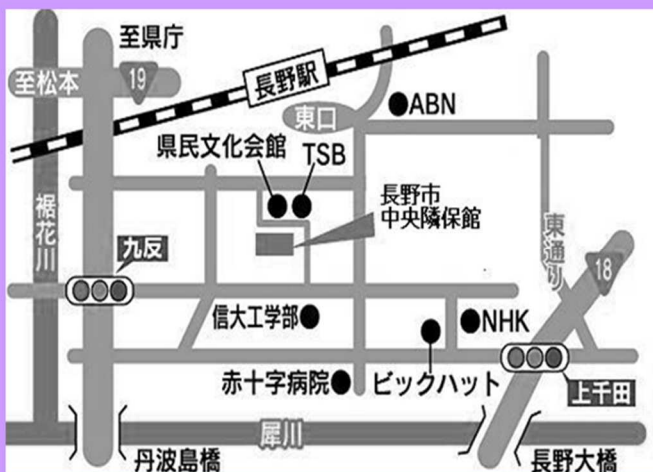 至県庁
至松本
19
長野駅
東口
ABN
県民文化会館
TSB
長野市
中央隣保館
裾花川
九反
東通り
18
信大工学部
NHK
赤十字病院
ビックハット
上千田
犀川
丹波島橋
長野大橋